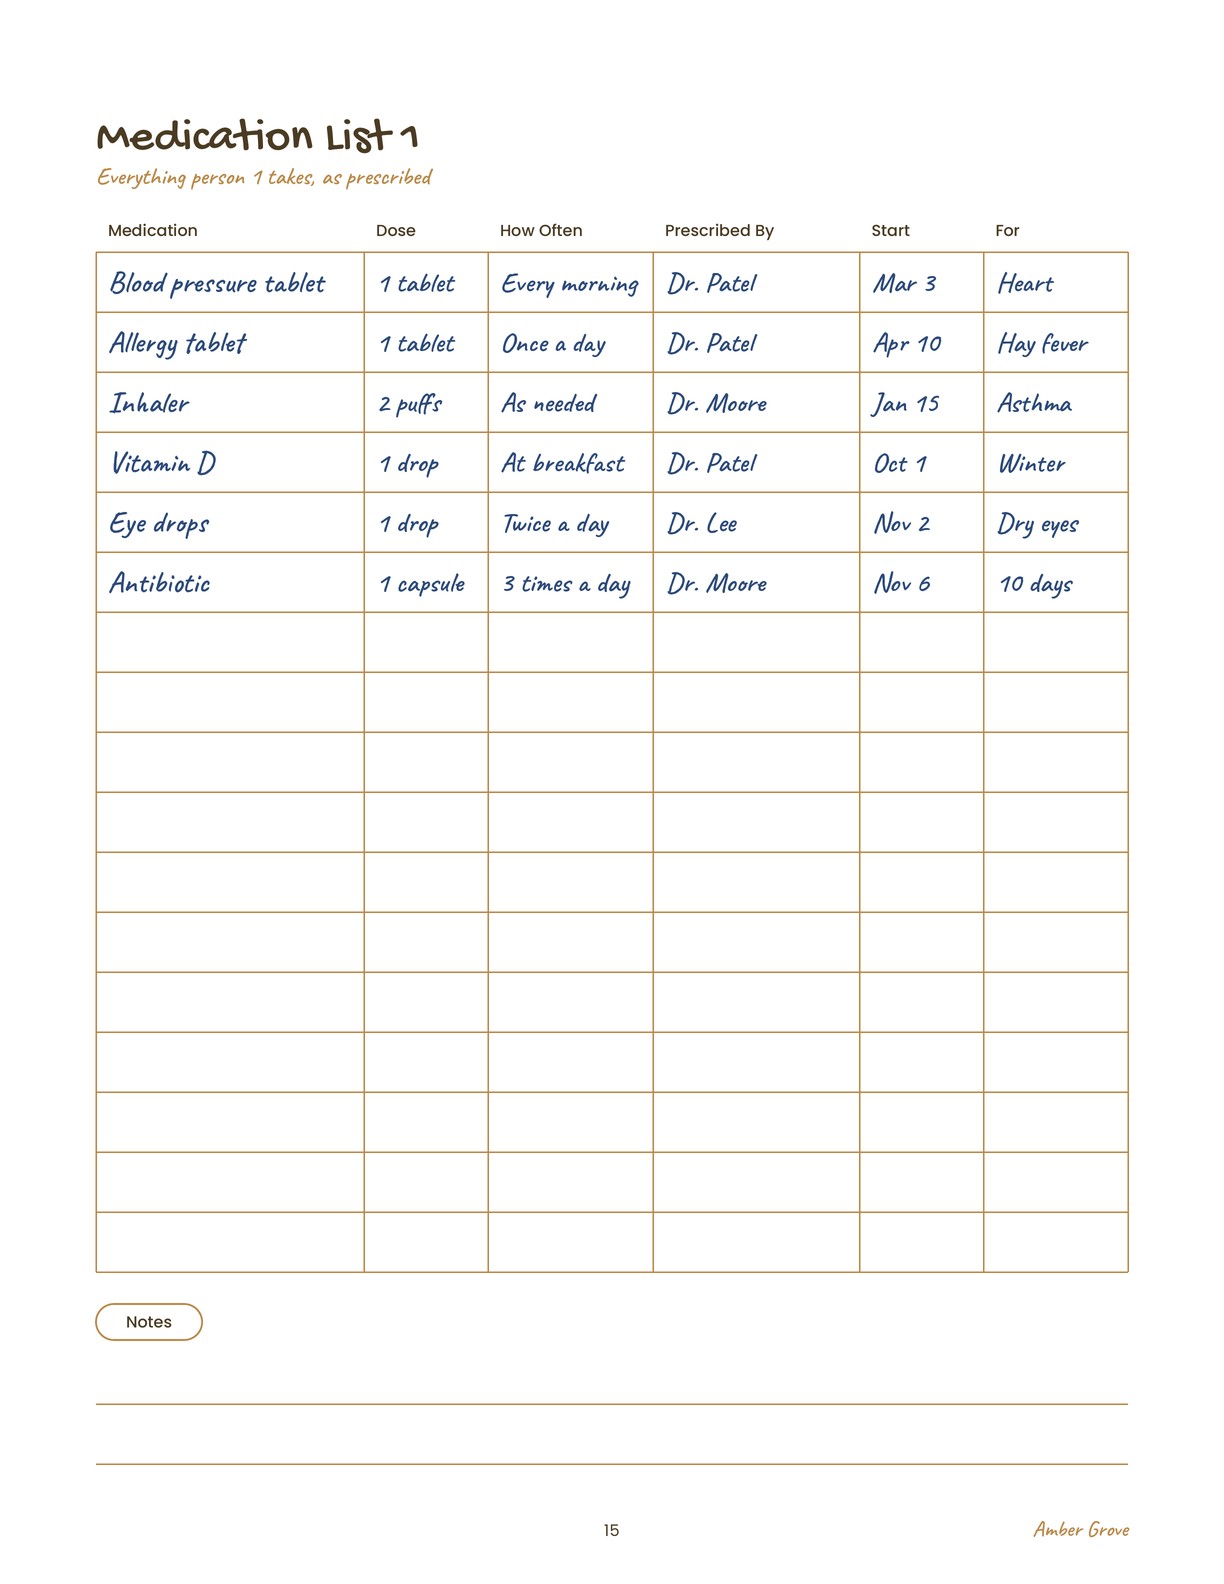 Medication List 1
Everything person 1 takes, as prescribed
Medication Dose How Often Prescribed By Start For
Blood pressure tablet 1 tablet Every morning Dr. Patel Mar 3 Heart
Allergy tablet 1 tablet Once a day Dr. Patel Apr 10 Hay fever
Inhaler 2 puffs As needed Dr. Moore Jan 15 Asthma
Vitamin D 1 drop At breakfast Dr. Patel Oct 1 Winter
Eye drops 1 drop Twice a day Dr. Lee Nov 2 Dry eyes
Antibiotic 1 capsule 3 times a day Dr. Moore Nov 6 10 days
Notes
15
Amber Grove